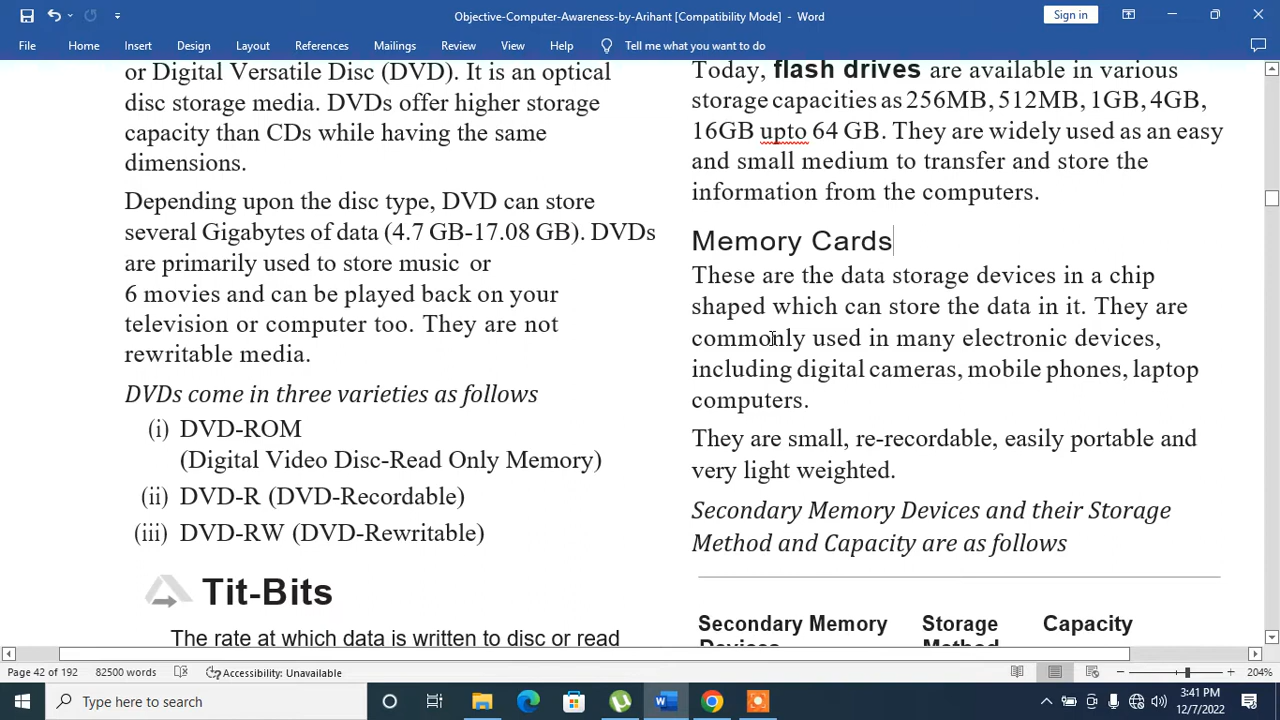 Objective-Computer-Awareness-by-Arihant [Compatibility Mode] - Word
Sign in
File Home Insert Design Layout References Mailings Review View Help Tell me what you want to do
or Digital Versatile Disc (DVD). It is an optical
disc storage media. DVDs offer higher storage
capacity than CDs while having the same
dimensions.
Depending upon the disc type, DVD can store
several Gigabytes of data (4.7 GB-17.08 GB). DVDs
are primarily used to store music or
6 movies and can be played back on your
television or computer too. They are not
rewritable media.
DVDs come in three varieties as follows
(i) DVD-ROM
(Digital Video Disc-Read Only Memory)
(ii) DVD-R (DVD-Recordable)
(iii) DVD-RW (DVD-Rewritable)
Tit-Bits
The rate at which data is written to disc or read
Today, flash drives are available in various
storage capacities as 256MB, 512MB, 1GB, 4GB,
16GB upto 64 GB. They are widely used as an easy
and small medium to transfer and store the
information from the computers.
Memory Cards
These are the data storage devices in a chip
shaped which can store the data in it. They are
commonly used in many electronic devices,
including digital cameras, mobile phones, laptop
computers.
They are small, re-recordable, easily portable and
very light weighted.
Secondary Memory Devices and their Storage
Method and Capacity are as follows
Secondary Memory Storage Capacity
Devices Method
Page 42 of 192 82500 words Accessibility: Unavailable 204%
Type here to search
3:41 PM
12/7/2022